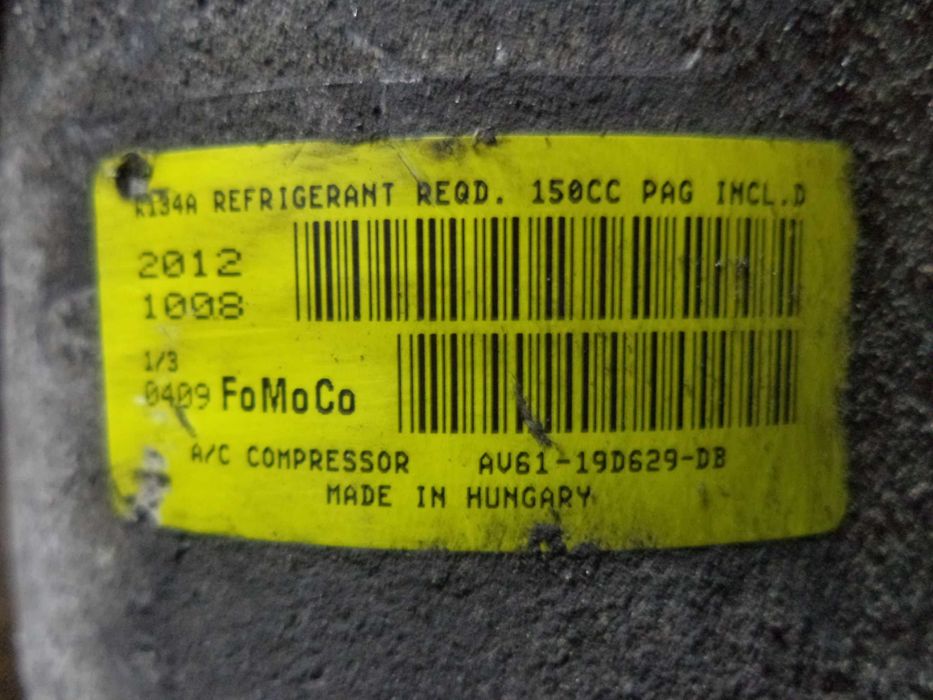 R134A REFRIGERANT REQD. 150CC PAG INCL.D
2012
1008
1/3
0409 FoMoCo
A/C COMPRESSOR AV61-19D629-DB
MADE IN HUNGARY